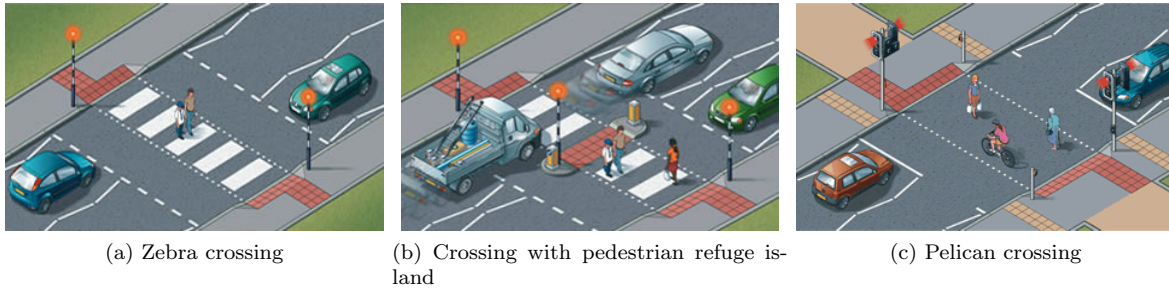 (a) Zebra crossing
(b) Crossing with pedestrian refuge is-
land
(c) Pelican crossing